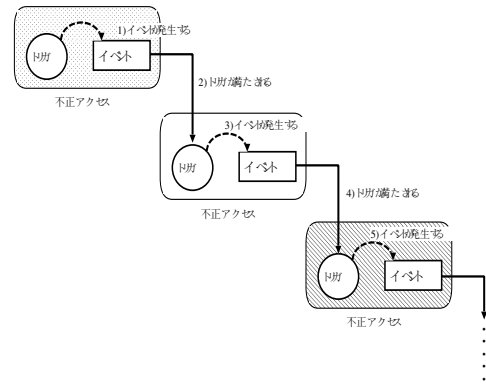 1)イベントが発生する
トリガ
イベント
不正アクセス
2)トリガが満たされる
3)イベントが発生する
トリガ
イベント
不正アクセス
4)トリガが満たされる
5)イベントが発生する
トリガ
イベント
不正アクセス